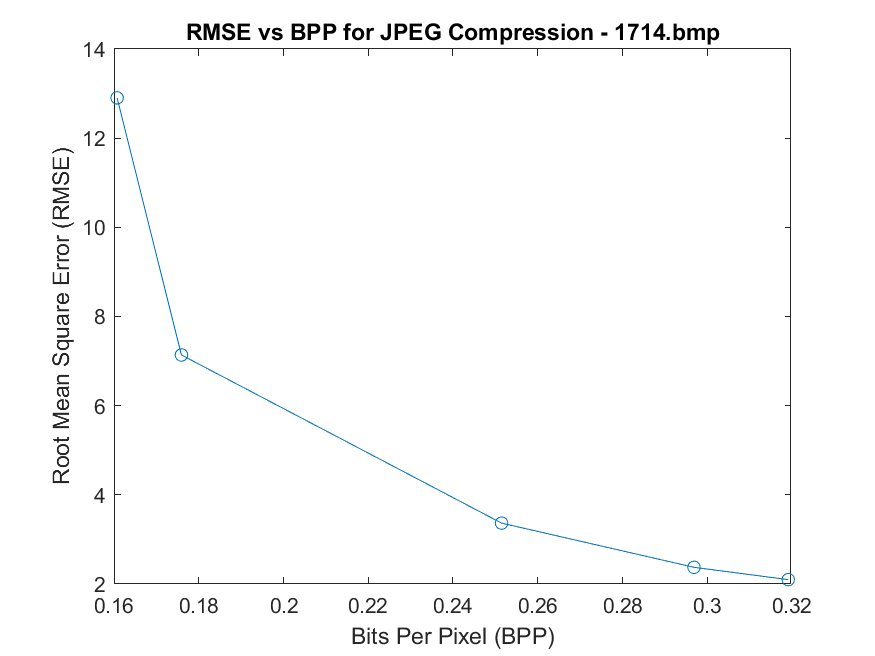 RMSE vs BPP for JPEG Compression - 1714.bmp
14
12
10
8
6
4
2
Root Mean Square Error (RMSE)
0.16 0.18 0.2 0.22 0.24 0.26 0.28 0.3 0.32
Bits Per Pixel (BPP)